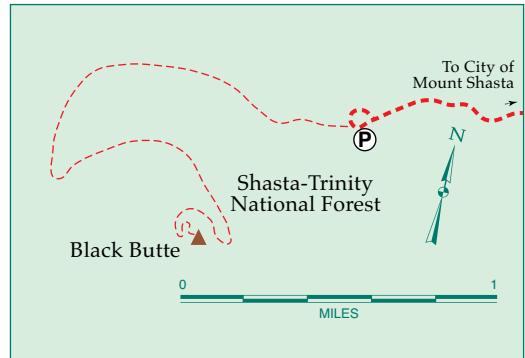 To City of
Mount Shasta
P
N
Shasta-Trinity
National Forest
Black Butte
0 1
MILES